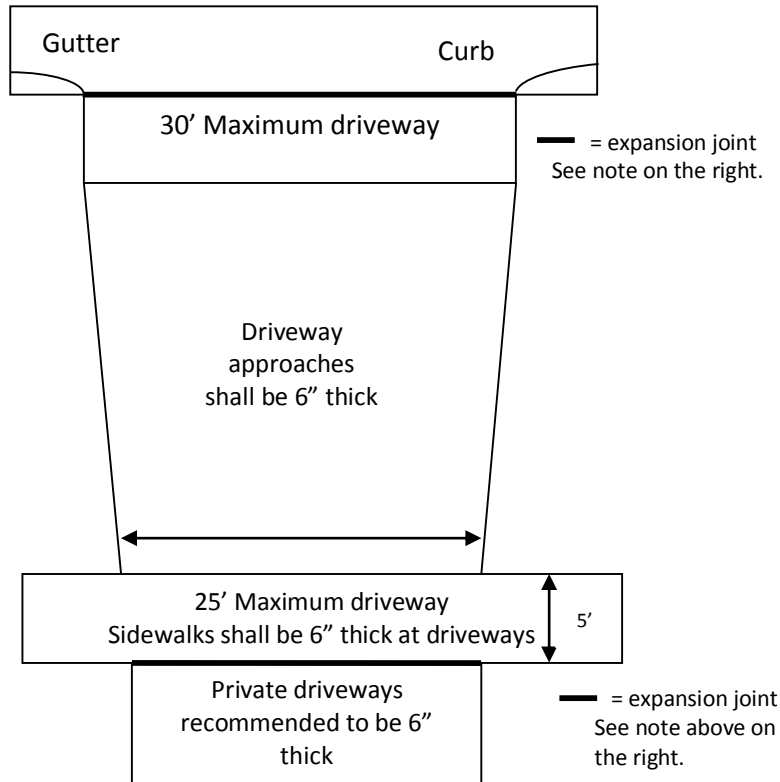 Gutter
Curb
30’ Maximum driveway
= expansion joint
See note on the right.
Driveway
approaches
shall be 6” thick
25’ Maximum driveway
Sidewalks shall be 6” thick at driveways
5’
Private driveways
recommended to be 6”
thick
= expansion joint
See note above on
the right.